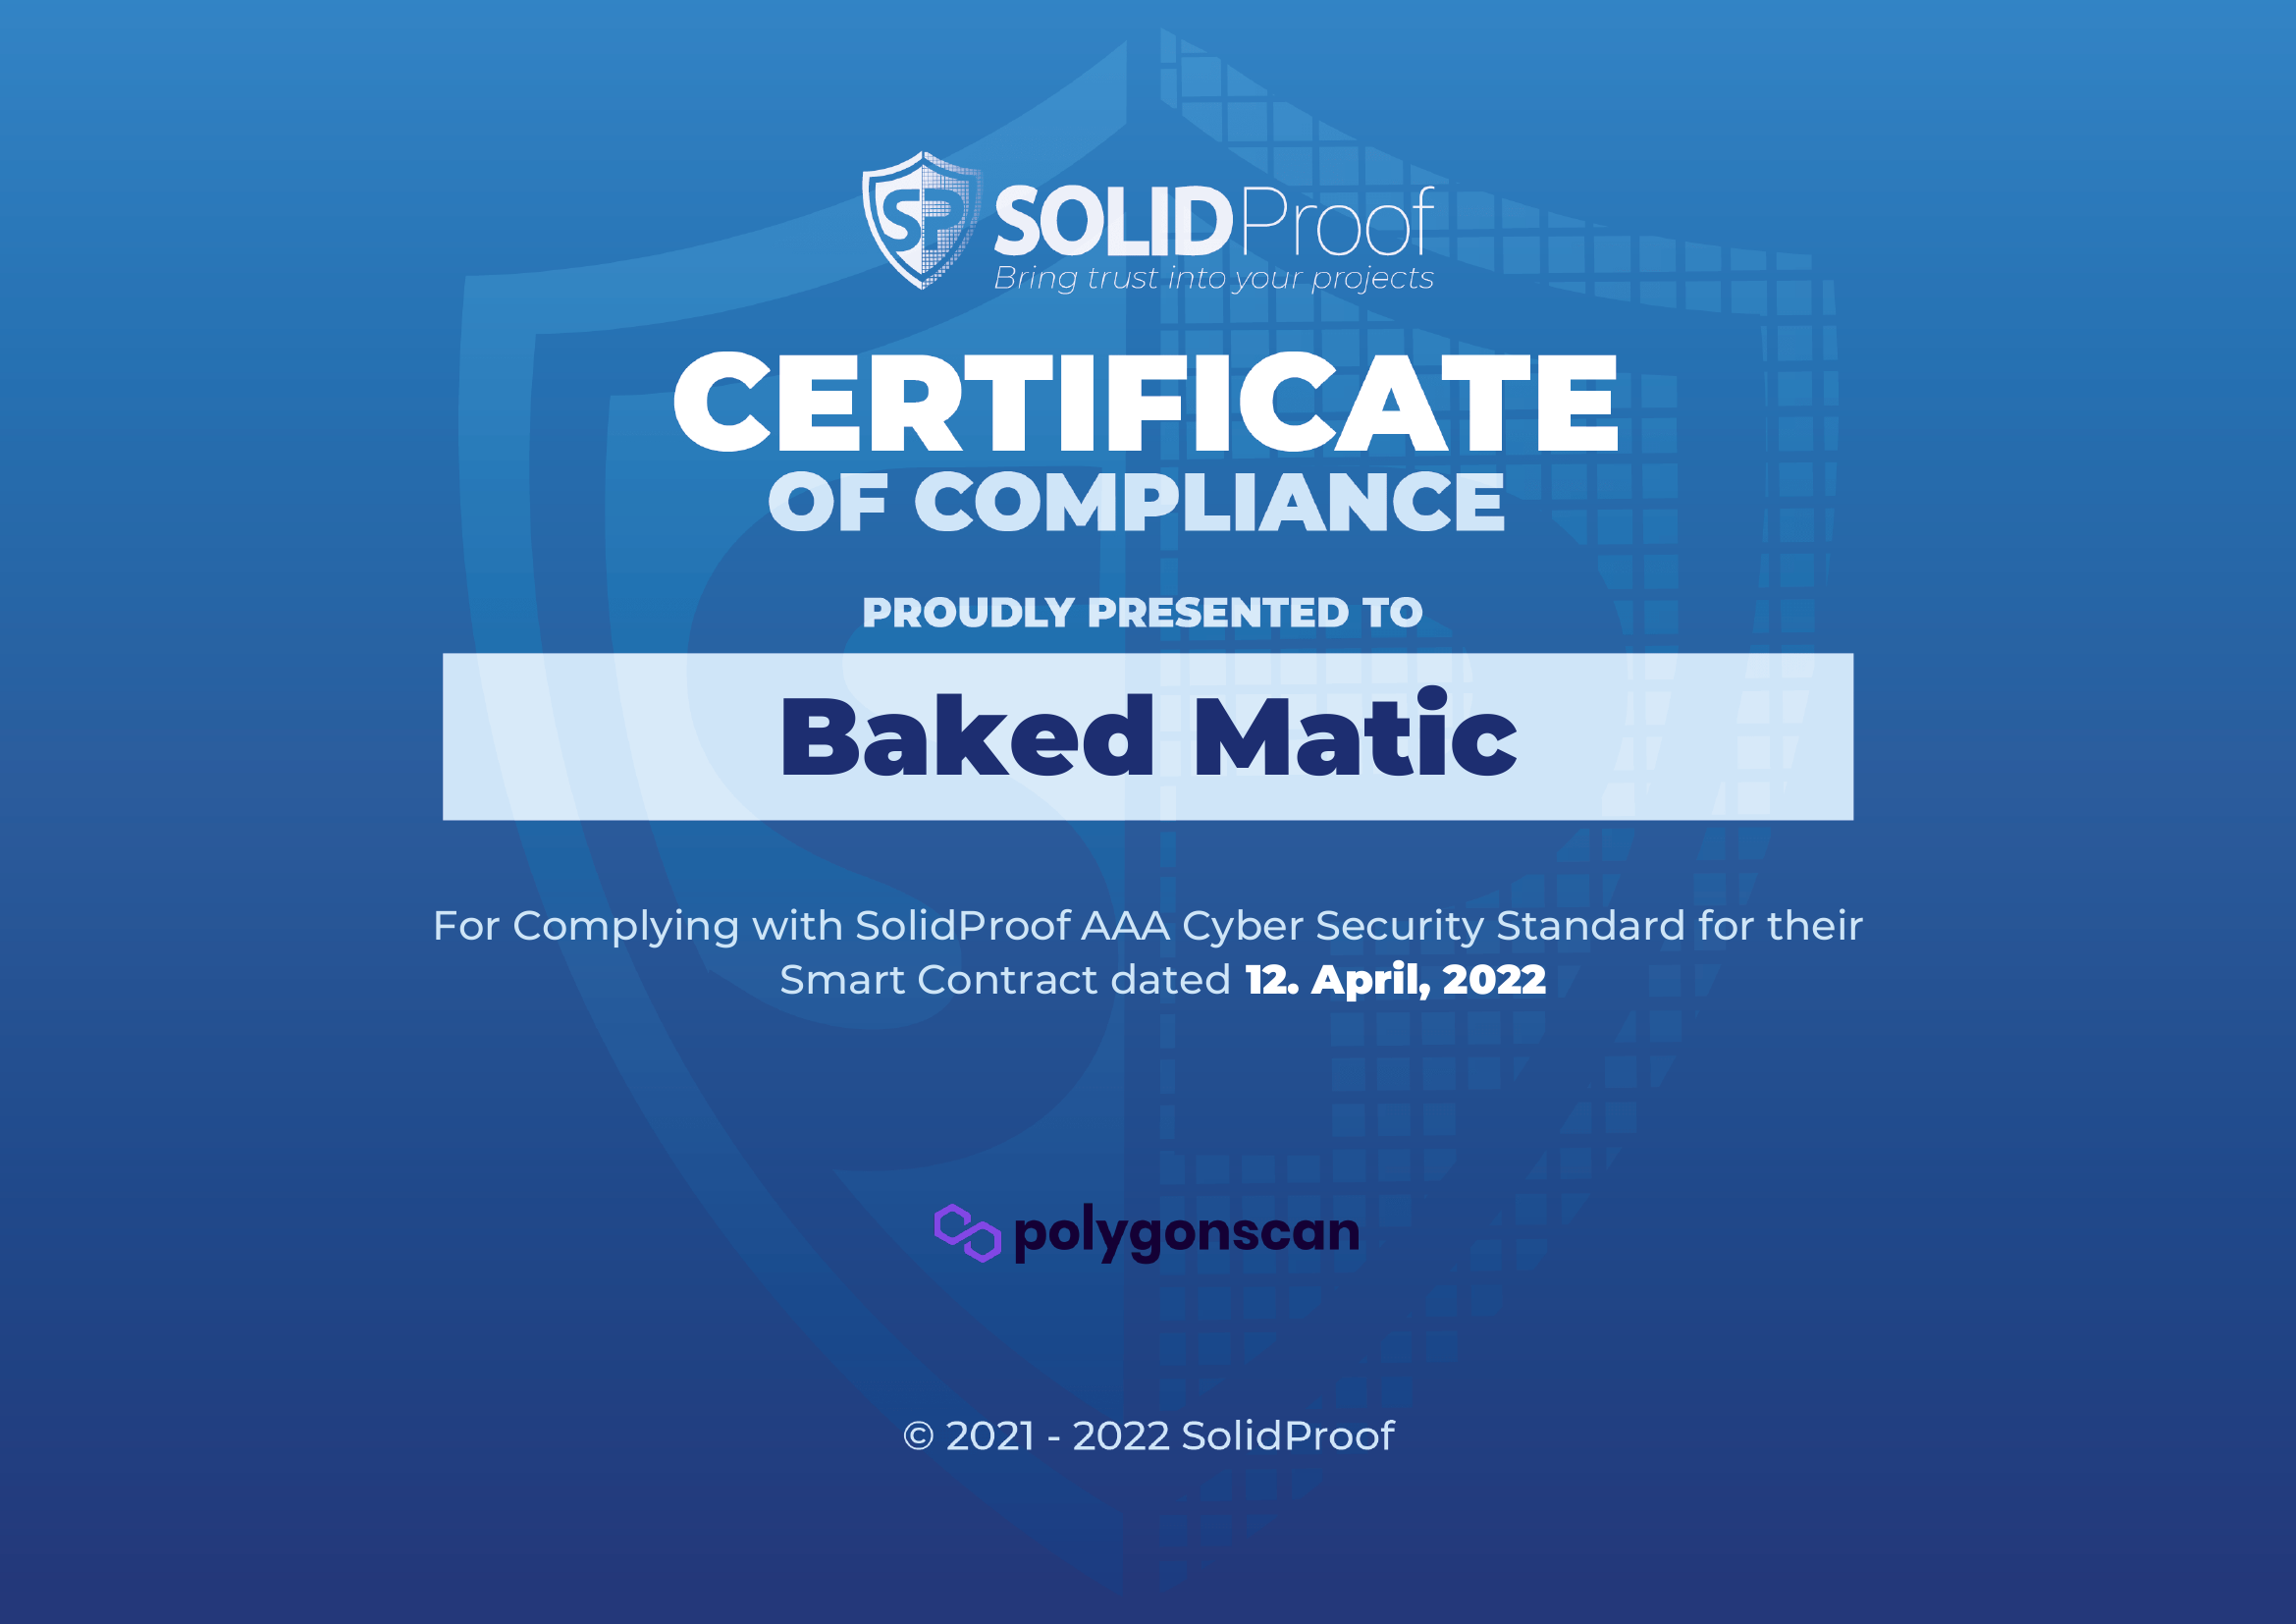 SP SOLIDProof
Bring trust into your projects
CERTIFICATE
OF COMPLIANCE
PROUDLY PRESENTED TO
Baked Matic
For Complying with SolidProof AAA Cyber Security Standard for their
Smart Contract dated 12. April, 2022
polygonscan
© 2021 - 2022 SolidProof